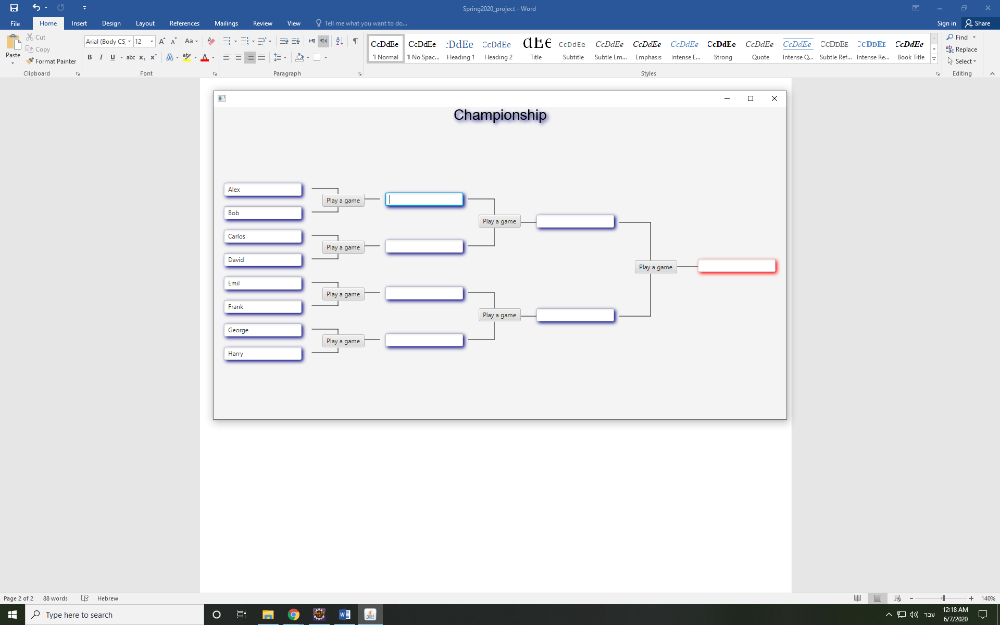 Spring2020_project - Word
File Home Insert Design Layout References Mailings Review View Tell me what you want to do... Sign in Share
Paste
Cut
Copy
Format Painter
Clipboard
Arial (Body CS 12 Aa
B I U abc x₂ x² A ab A
Font
Paragraph
CcDdEe CcDdEe CcDdEe CcDdEe dEe CcDdEe CcDdEe CcDdEe CcDdEe CcDdEe CcDdEe CcDdEe CcDdEe CcDdEe CcDdEe
¶ Normal ¶ No Spac... Heading 1 Heading 2 Title Subtitle Subtle Em... Emphasis Intense E... Strong Quote Intense Q... Subtle Ref... Intense Re... Book Title
Styles
Find
Replace
Select
Editing
Championship
Alex
Bob
Carlos
David
Emil
Frank
George
Harry
Play a game
Play a game
Play a game
Play a game
Play a game
Play a game
Play a game
Page 2 of 2 88 words Hebrew 140%
Type here to search
עבר
12:18 AM
6/7/2020